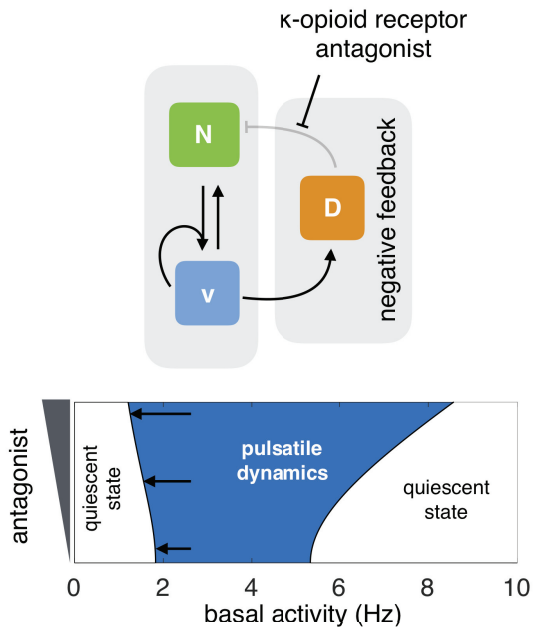 κ-opioid receptor
antagonist
N
D
v
negative feedback
antagonist
quiescent
state
pulsatile
dynamics
quiescent
state
0 2 4 6 8 10
basal activity (Hz)